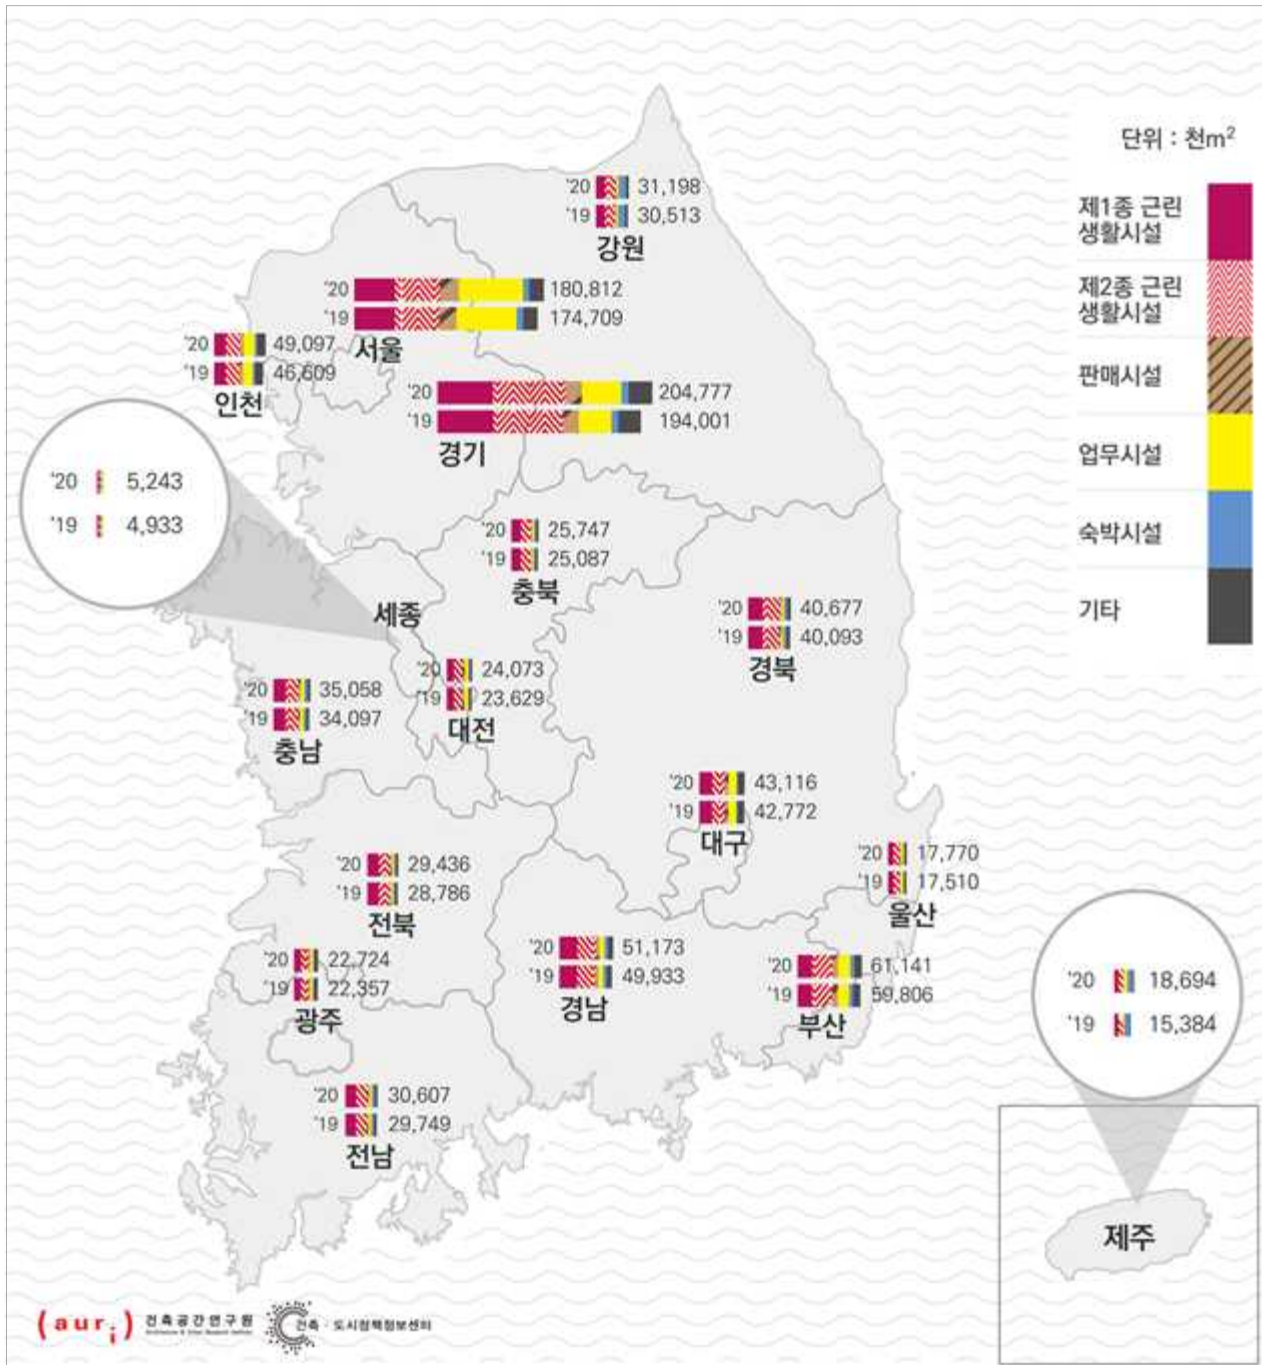 단위 : 천m²
제1종 근린
생활시설
제2종 근린
생활시설
판매시설
업무시설
숙박시설
기타
'20 31,198
'19 30,513
강원
'20 180,812
'19 174,709
서울
'20 49,097
'19 46,609
인천
'20 204,777
'19 194,001
경기
'20 5,243
'19 4,933
세종
'20 25,747
'19 25,087
충북
'20 40,677
'19 40,093
경북
'20 24,073
'19 23,629
대전
'20 35,058
'19 34,097
충남
'20 43,116
'19 42,772
대구
'20 17,770
'19 17,510
울산
'20 29,436
'19 28,786
전북
'20 22,724
'19 22,357
광주
'20 51,173
'19 49,933
경남
'20 61,141
'19 59,806
부산
'20 18,694
'19 15,384
제주
'20 30,607
'19 29,749
전남
(auri) 건축공간연구원
건축·도시정책정보센터